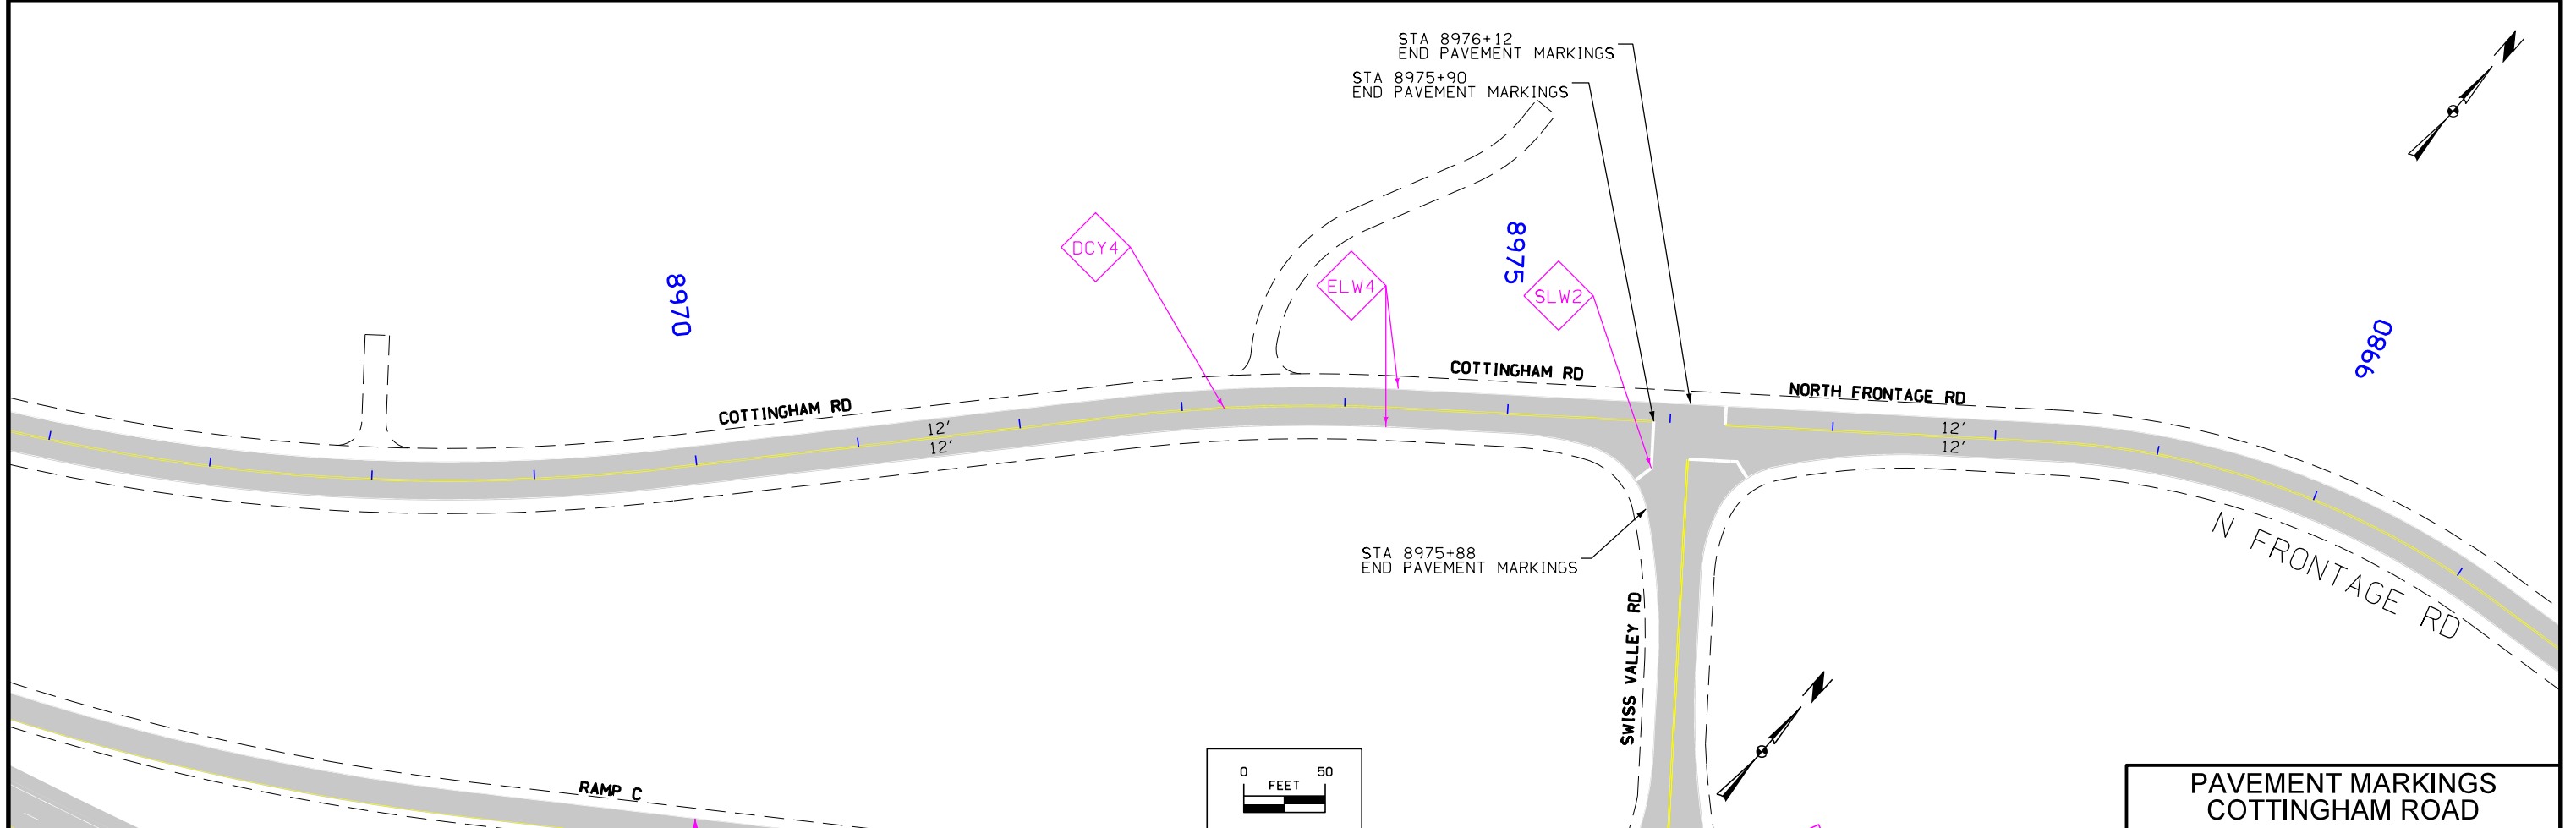 STA 8976+12
END PAVEMENT MARKINGS
STA 8975+90
END PAVEMENT MARKINGS
N
8970
DCY4
8975
ELW4
SLW2
8980
COTTINGHAM RD
COTTINGHAM RD
NORTH FRONTAGE RD
12'
12'
12'
12'
N FRONTAGE RD
STA 8975+88
END PAVEMENT MARKINGS
SWISS VALLEY RD
N
RAMP C
0 50
FEET
PAVEMENT MARKINGS
COTTINGHAM ROAD